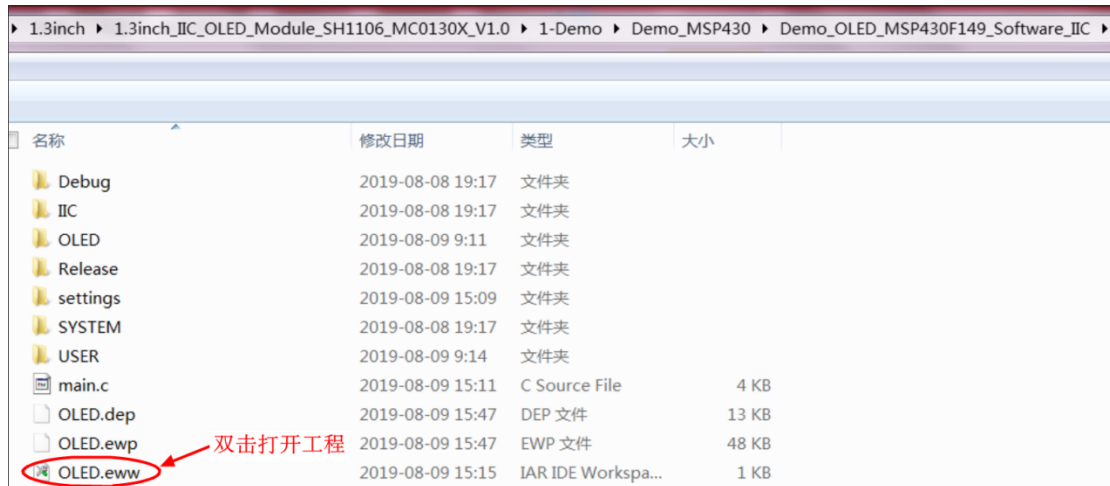 1.3inch ▸ 1.3inch_IIC_OLED_Module_SH1106_MC0130X_V1.0 ▸ 1-Demo ▸ Demo_MSP430 ▸ Demo_OLED_MSP430F149_Software_IIC
名称 修改日期 类型 大小
Debug 2019-08-08 19:17 文件夹
IIC 2019-08-08 19:17 文件夹
OLED 2019-08-09 9:11 文件夹
Release 2019-08-08 19:17 文件夹
settings 2019-08-09 15:09 文件夹
SYSTEM 2019-08-08 19:17 文件夹
USER 2019-08-09 9:14 文件夹
main.c 2019-08-09 15:11 C Source File 4 KB
OLED.dep 2019-08-09 15:47 DEP 文件 13 KB
OLED.ewp 双击打开工程 2019-08-09 15:47 EWP 文件 48 KB
OLED.eww 2019-08-09 15:15 IAR IDE Workspa... 1 KB